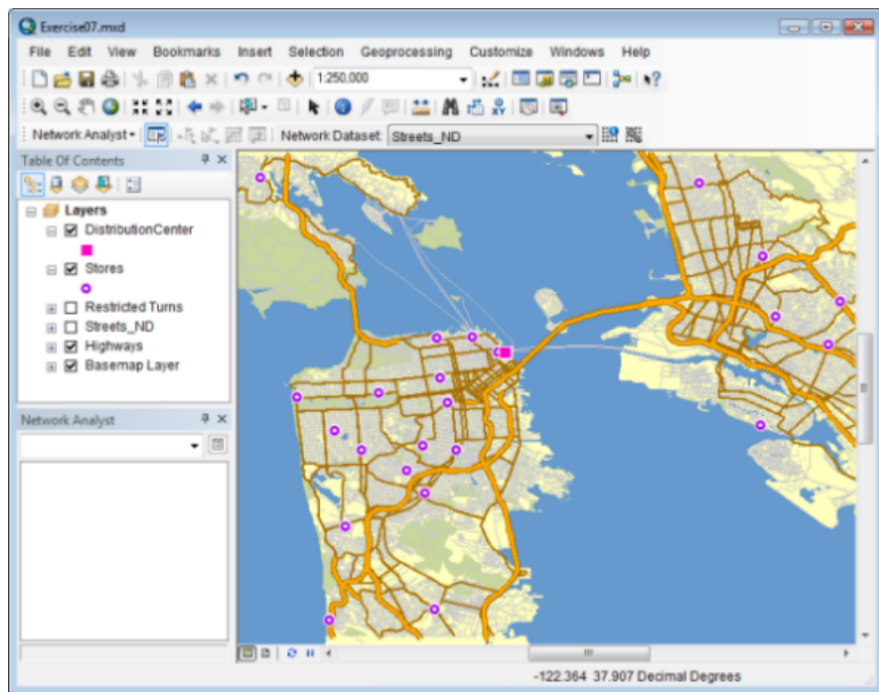 Exercise07.mxd
File Edit View Bookmarks Insert Selection Geoprocessing Customize Windows Help
1:250,000
Network Analyst Network Dataset: Streets_ND
Table Of Contents
Layers
DistributionCenter
Stores
Restricted Turns
Streets_ND
Highways
Basemap Layer
Network Analyst
-122.364 37.907 Decimal Degrees